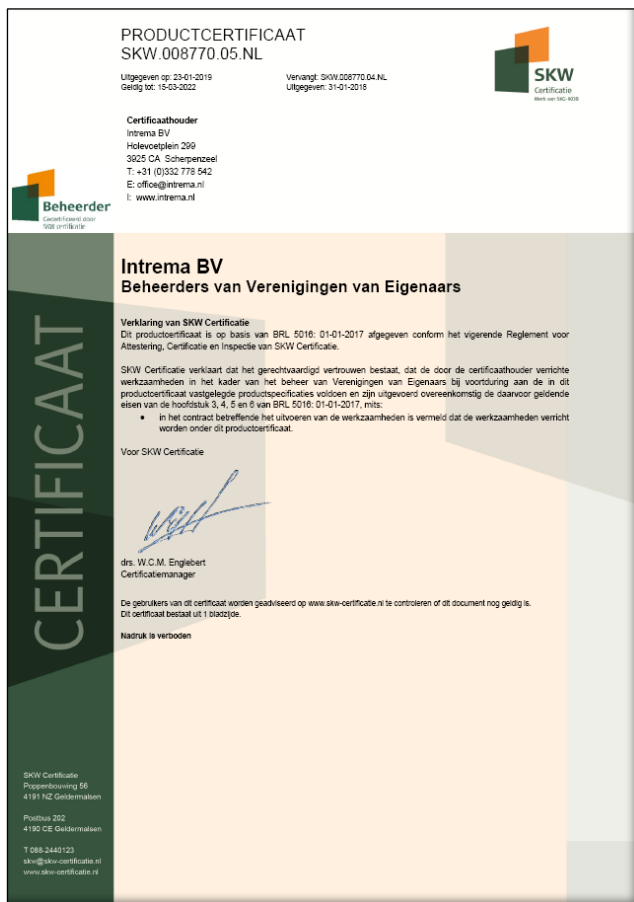 PRODUCTCERTIFICAAT
SKW.008770.05.NL
Uitgegeven op: 23-01-2019
Geldig tot: 15-03-2022
Vervangt: SKW.008770.04.NL
Uitgegeven: 31-01-2018
SKW
Certificatie
Merk van SKG-IKOB
Certificaathouder
Intrema BV
Holevoetplein 299
3925 CA Scherpenzeel
T: +31 (0)332 778 542
E: office@intrema.nl
I: www.intrema.nl
Beheerder
Gecertificeerd door
SKW certificatie
CERTIFICAAT
Intrema BV
Beheerders van Verenigingen van Eigenaars
Verklaring van SKW Certificatie
Dit productcertificaat is op basis van BRL 5016: 01-01-2017 afgegeven conform het vigerende Reglement voor
Attestering, Certificatie en Inspectie van SKW Certificatie.
SKW Certificatie verklaart dat het gerechtvaardigd vertrouwen bestaat, dat de door de certificaathouder verrichte
werkzaamheden in het kader van het beheer van Verenigingen van Eigenaars bij voortduring aan de in dit
productcertificaat vastgelegde productspecificaties voldoen en zijn uitgevoerd overeenkomstig de daarvoor geldende
eisen van de hoofdstuk 3, 4, 5 en 6 van BRL 5016: 01-01-2017, mits:
• in het contract betreffende het uitvoeren van de werkzaamheden is vermeld dat de werkzaamheden verricht
worden onder dit productcertificaat.
Voor SKW Certificatie
drs. W.C.M. Englebert
Certificatiemanager
De gebruikers van dit certificaat worden geadviseerd op www.skw-certificatie.nl te controleren of dit document nog geldig is.
Dit certificaat bestaat uit 1 bladzijde.
Nadruk is verboden
SKW Certificatie
Poppenbouwing 56
4191 NZ Geldermalsen
Postbus 202
4190 CE Geldermalsen
T 088-2440123
skw@skw-certificatie.nl
www.skw-certificatie.nl